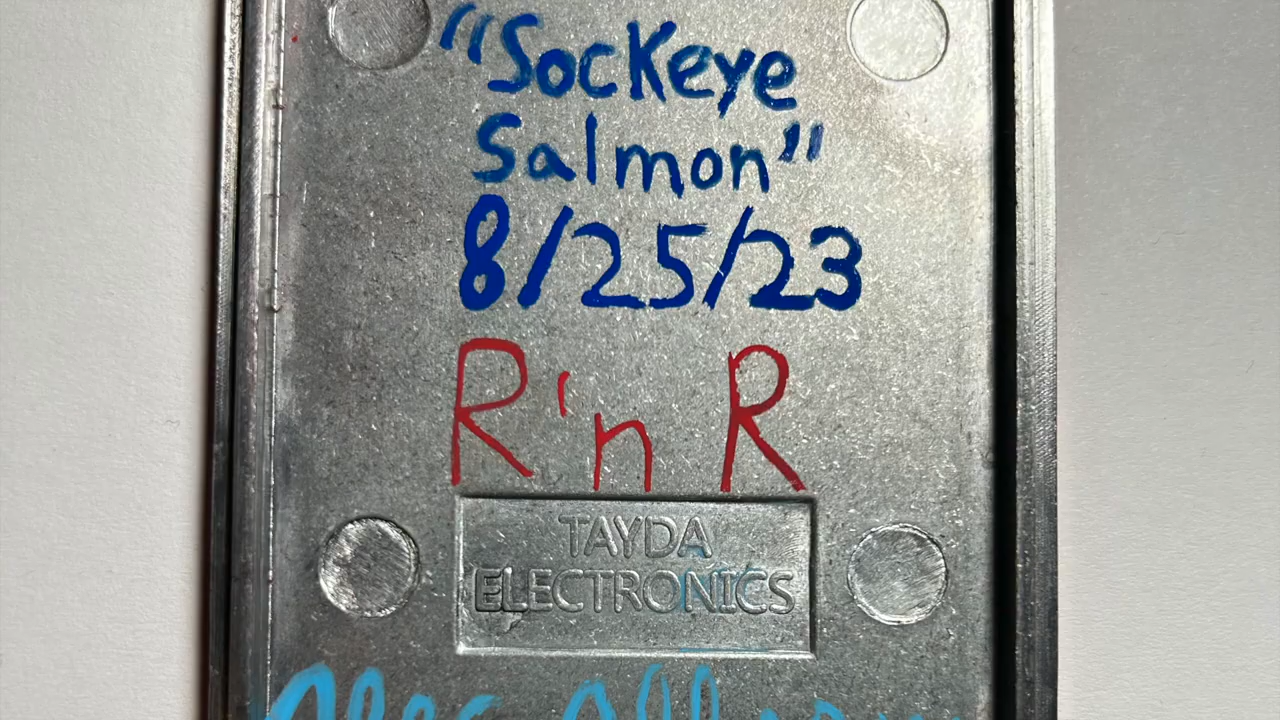 "Sockeye
Salmon"
8/25/23
R'n R
TAYDA
ELECTRONICS